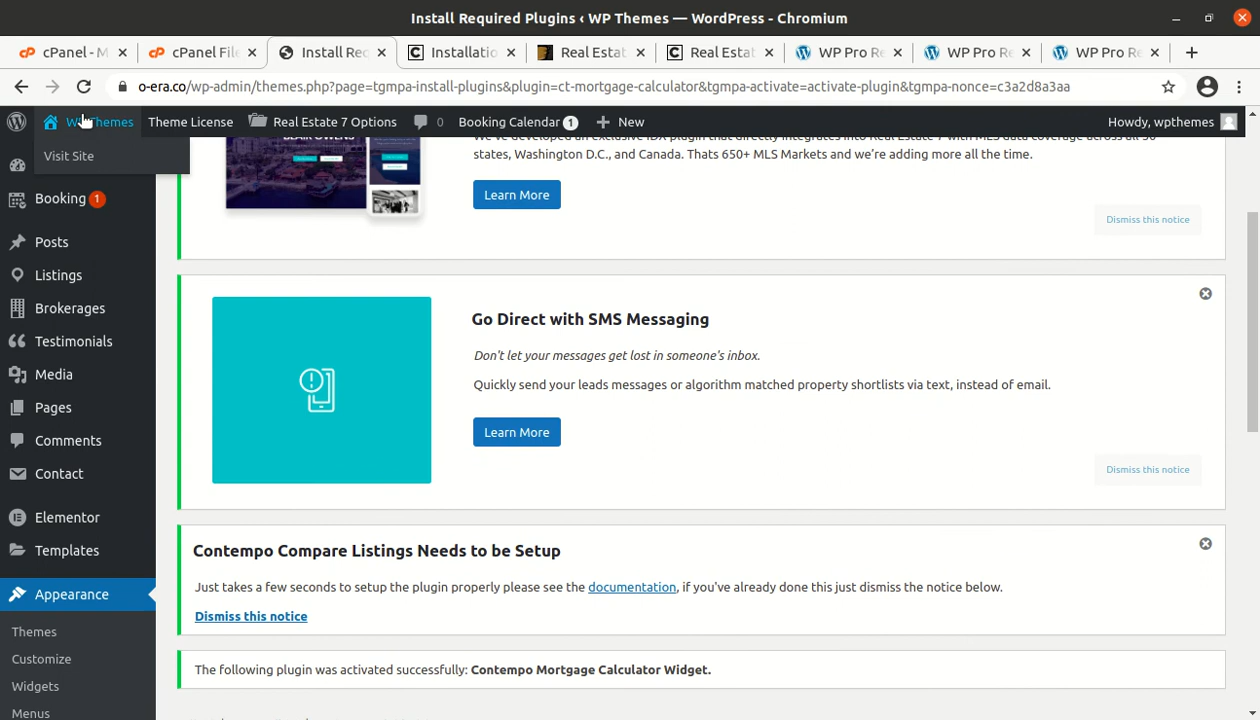 Install Required Plugins ‹ WP Themes — WordPress - Chromium
cPanel - M
cPanel File
Install Rec
Installatio
Real Estat
Real Estat
WP Pro Re
WP Pro Re
WP Pro Re
o-era.co/wp-admin/themes.php?page=tgmpa-install-plugins&plugin=ct-mortgage-calculator&tgmpa-activate=activate-plugin&tgmpa-nonce=c3a2d8a3aa
WP Themes
Theme License
Real Estate 7 Options
0
Booking Calendar 1
New
Howdy, wpthemes
Visit Site
Booking 1
Posts
Listings
Brokerages
Testimonials
Media
Pages
Comments
Contact
Elementor
Templates
Appearance
Themes
Customize
Widgets
Menus
states, Washington D.C., and Canada. Thats 650+ MLS Markets and we're adding more all the time.
Learn More
Dismiss this notice
Go Direct with SMS Messaging
Don't let your messages get lost in someone's inbox.
Quickly send your leads messages or algorithm matched property shortlists via text, instead of email.
Learn More
Dismiss this notice
Contempo Compare Listings Needs to be Setup
Just takes a few seconds to setup the plugin properly please see the documentation, if you've already done this just dismiss the notice below.
Dismiss this notice
The following plugin was activated successfully: Contempo Mortgage Calculator Widget.